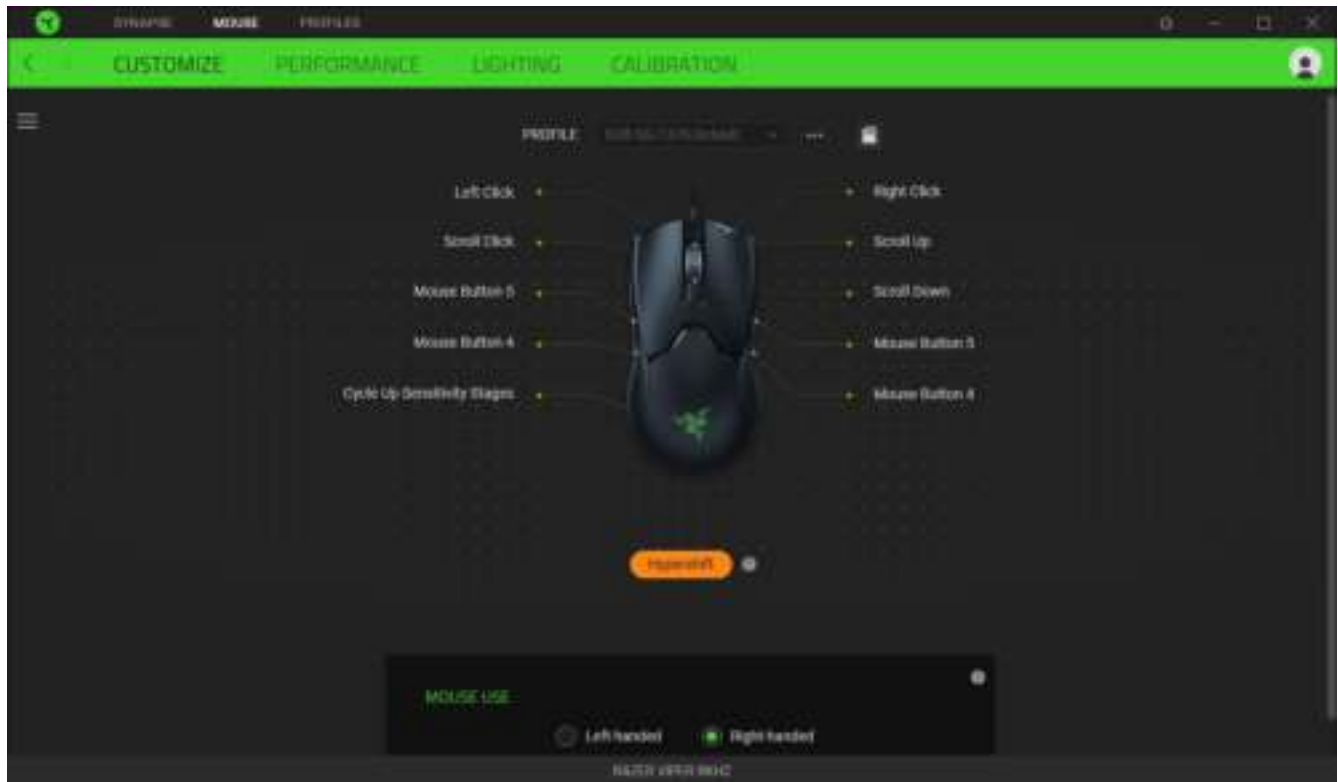 SYNAPSE MOUSE PROFILES
CUSTOMIZE PERFORMANCE LIGHTING CALIBRATION
PROFILE
Left Click
Right Click
Scroll Click
Scroll Up
Mouse Button 5
Scroll Down
Mouse Button 4
Mouse Button 5
Cycle Up Sensitivity Stages
Mouse Button 4
Hypershift
MOUSE USE
Left handed Right handed
RAZER VIPER 8KHZ